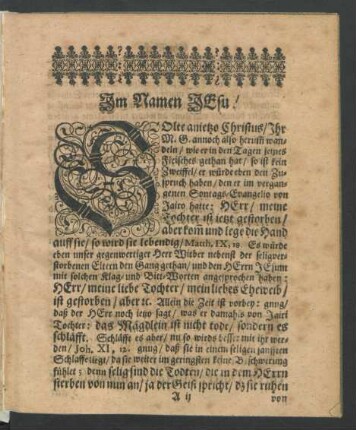 Im Namen JEsu!
SOlte anietzo Christus/ Ihr
M. G. annoch also herum wan-
deln/ wie er in den Tagen seines
Fleisches gethan hat/ so ist kein
Zweiffel/ er würde eben den Zu-
spruch haben/ den er im vergan-
genen Sontags-Evangelio von
Jairo hatte: HErr/ meine
Tochter ist ietzt gestorben/
aber kom und lege die Hand
auff sie/ so wird sie lebendig/ Matth. IX. 18 Es würde
eben unser gegenwertiger Herr Witber nebenst der seligver-
storbenen Eltern den Gang gethan/ und den HErrn JEsum
mit solchen Klag- und Bitt-Worten angesprochen haben:
HErr/ meine liebe Tochter/ mein liebes Eheweib/
ist gestorben/ aber ꝛc. Allein die Zeit ist vorbey: gnug/
daß der HErr noch ietzo sagt/ was er damahls von Jairi
Tochter: das Mägdlein ist nicht todt/ sondern es
schläfft. Schläfft es aber/ nu so wirds besser mit ihr wer-
den/ Joh. XI, 12. gnug/ daß sie in einem seligen sanfften
Schlaffe liegt/ da sie weiter im geringsten keine Beschwerung
fühlet; denn selig sind die Todten/ die in dem HErrn
sterben von nun an/ ja der Geist spricht/ dz sie ruhen
A ij
von